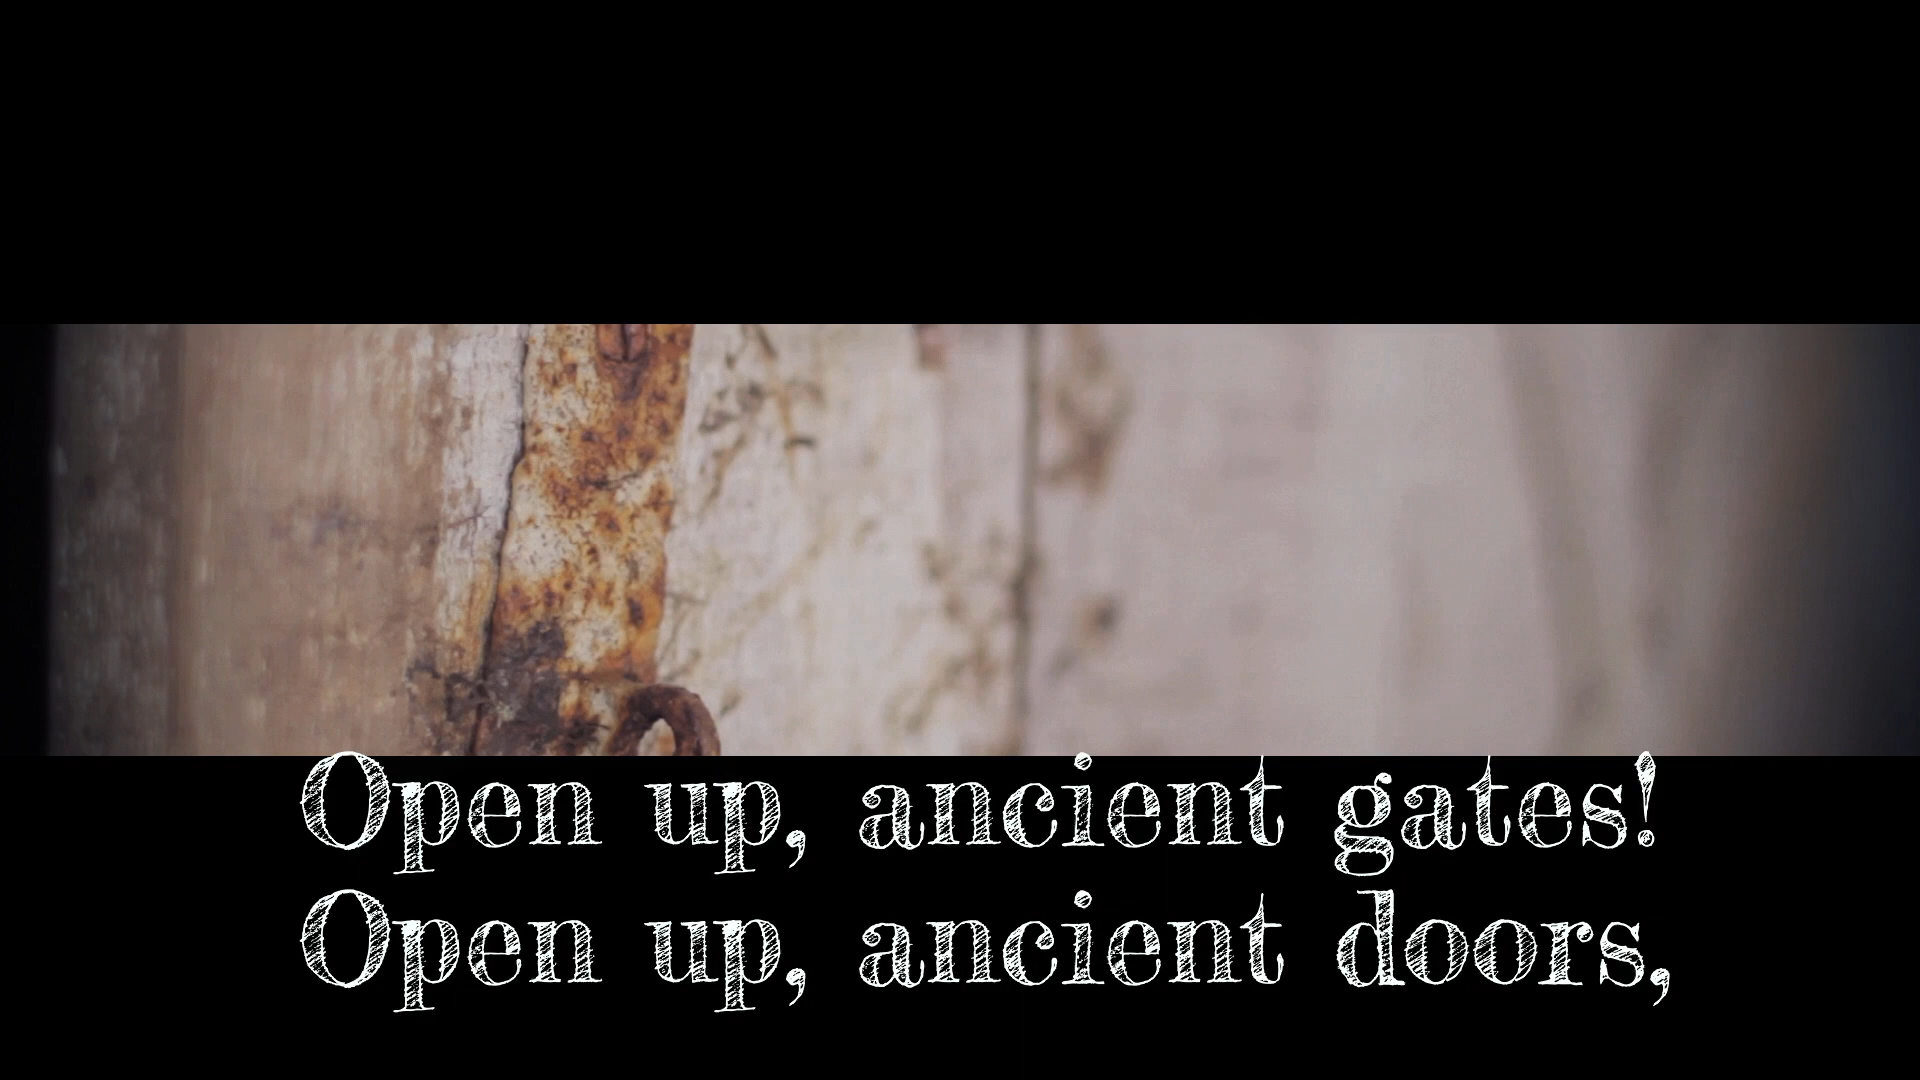 Open up, ancient gates!
Open up, ancient doors,